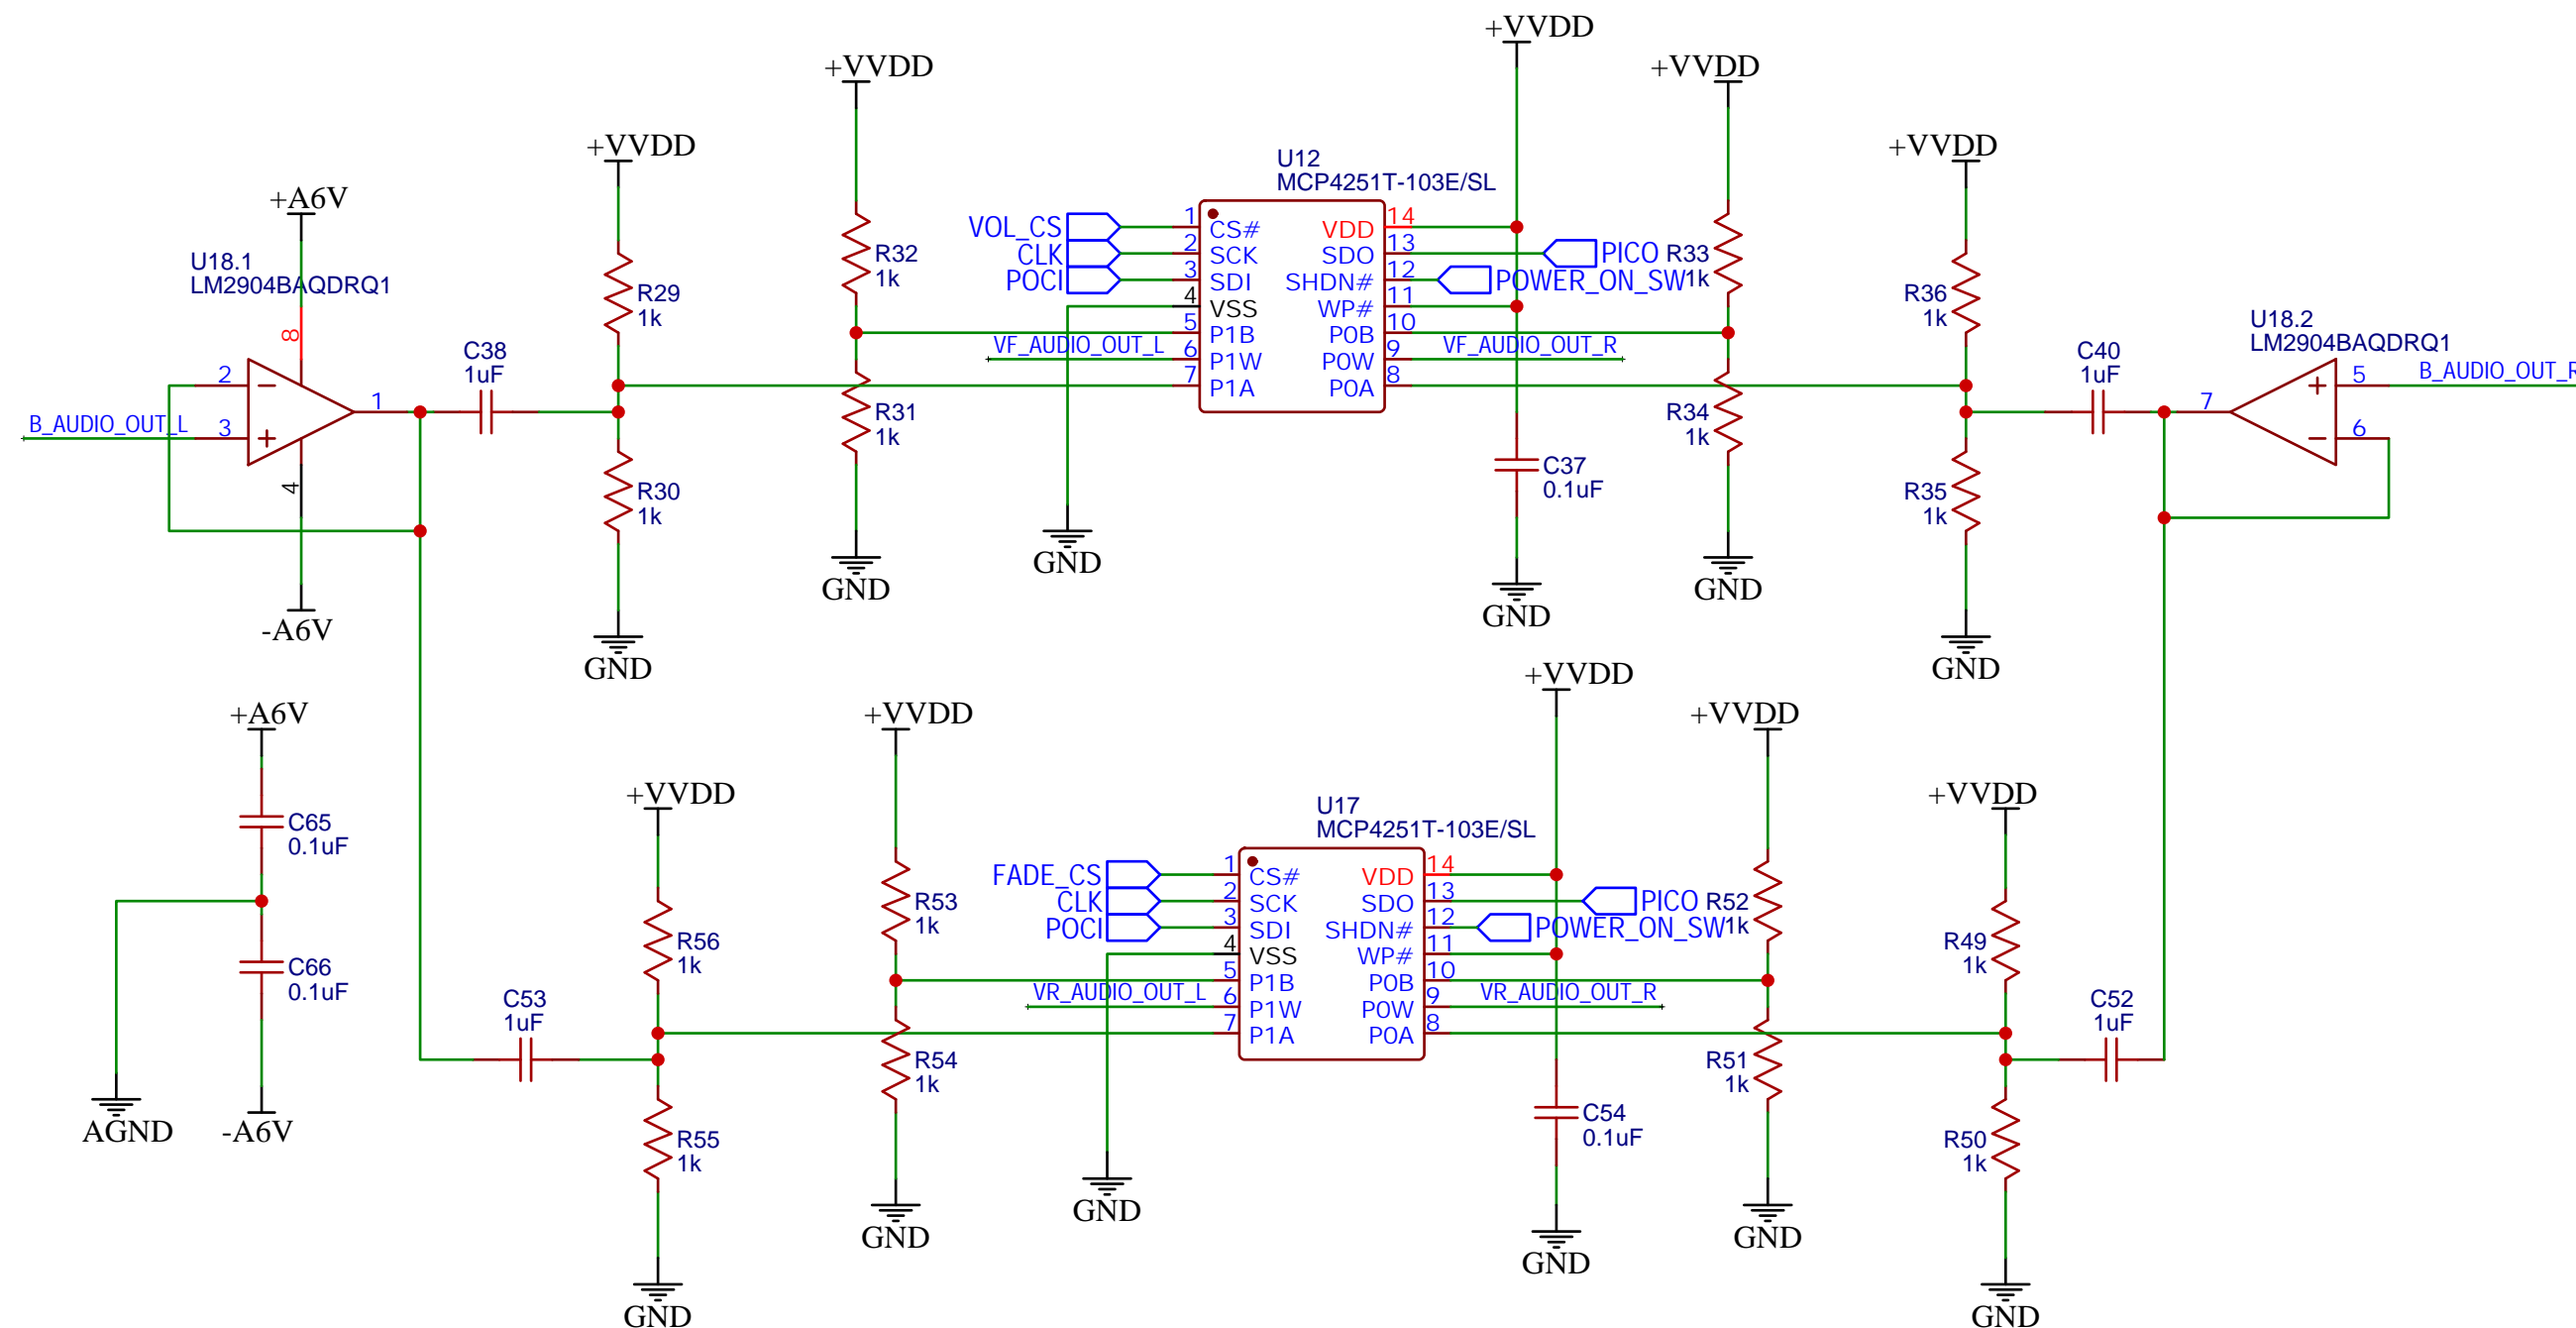 +VVDD
+VVDD
+VVDD
+VVDD
+VVDD
+A6V
U12
MCP4251T-103E/SL
U18.1
LM2904BAQDRQ1
8
2
3
1
4
B_AUDIO_OUT_L
-A6V
C38
1uF
R29
1k
R30
1k
GND
R32
1k
R31
1k
GND
VOL_CS
CLK
POCI
1 CS#
2 SCK
3 SDI
4 VSS
5 P1B
6 P1W
7 P1A
VF_AUDIO_OUT_L
GND
VDD 14
SDO 13
SHDN# 12
WP# 11
P0B 10
P0W 9
P0A 8
PICO
POWER_ON_SW
VF_AUDIO_OUT_R
C37
0.1uF
GND
R33
1k
R34
1k
GND
R36
1k
R35
1k
GND
C40
1uF
U18.2
LM2904BAQDRQ1
7
5
6
B_AUDIO_OUT_R
+A6V
C65
0.1uF
C66
0.1uF
AGND
-A6V
+VVDD
+VVDD
+VVDD
+VVDD
+VVDD
U17
MCP4251T-103E/SL
C53
1uF
R56
1k
R55
1k
GND
R53
1k
R54
1k
GND
FADE_CS
CLK
POCI
1 CS#
2 SCK
3 SDI
4 VSS
5 P1B
6 P1W
7 P1A
VR_AUDIO_OUT_L
GND
VDD 14
SDO 13
SHDN# 12
WP# 11
P0B 10
P0W 9
P0A 8
PICO
POWER_ON_SW
VR_AUDIO_OUT_R
C54
0.1uF
GND
R52
1k
R51
1k
GND
R49
1k
R50
1k
GND
C52
1uF